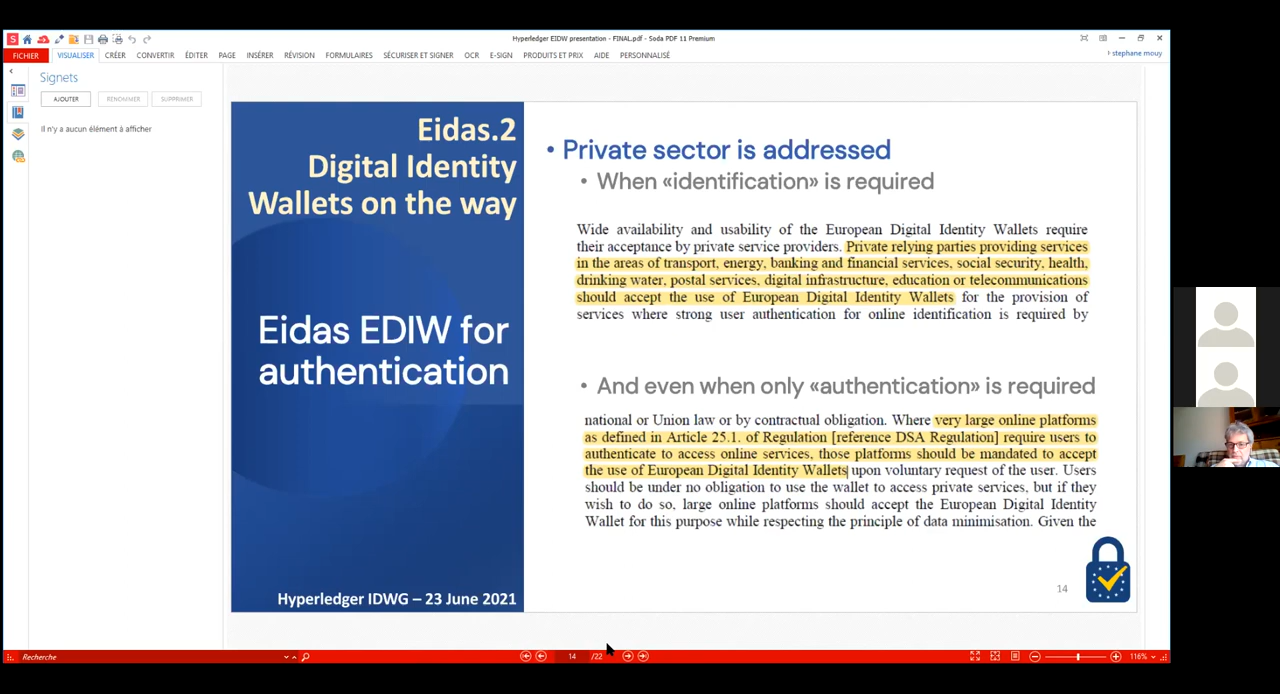 Hyperledger EIDW presentation - FINAL.pdf - Soda PDF 11 Premium
FICHIER VISUALISER CRÉER CONVERTIR ÉDITER PAGE INSÉRER RÉVISION FORMULAIRES SÉCURISER ET SIGNER OCR E-SIGN PRODUITS ET PRIX AIDE PERSONNALISÉ
stephane mouy
Signets
AJOUTER RENOMMER SUPPRIMER
Il n'y a aucun élément à afficher
Eidas.2
Digital Identity
Wallets on the way
Eidas EDIW for
authentication
Hyperledger IDWG – 23 June 2021
• Private sector is addressed
• When «identification» is required
Wide availability and usability of the European Digital Identity Wallets require
their acceptance by private service providers. Private relying parties providing services
in the areas of transport, energy, banking and financial services, social security, health,
drinking water, postal services, digital infrastructure, education or telecommunications
should accept the use of European Digital Identity Wallets for the provision of
services where strong user authentication for online identification is required by
• And even when only «authentication» is required
national or Union law or by contractual obligation. Where very large online platforms
as defined in Article 25.1. of Regulation [reference DSA Regulation] require users to
authenticate to access online services, those platforms should be mandated to accept
the use of European Digital Identity Wallets upon voluntary request of the user. Users
should be under no obligation to use the wallet to access private services, but if they
wish to do so, large online platforms should accept the European Digital Identity
Wallet for this purpose while respecting the principle of data minimisation. Given the
14
Recherche
14 /22
116%